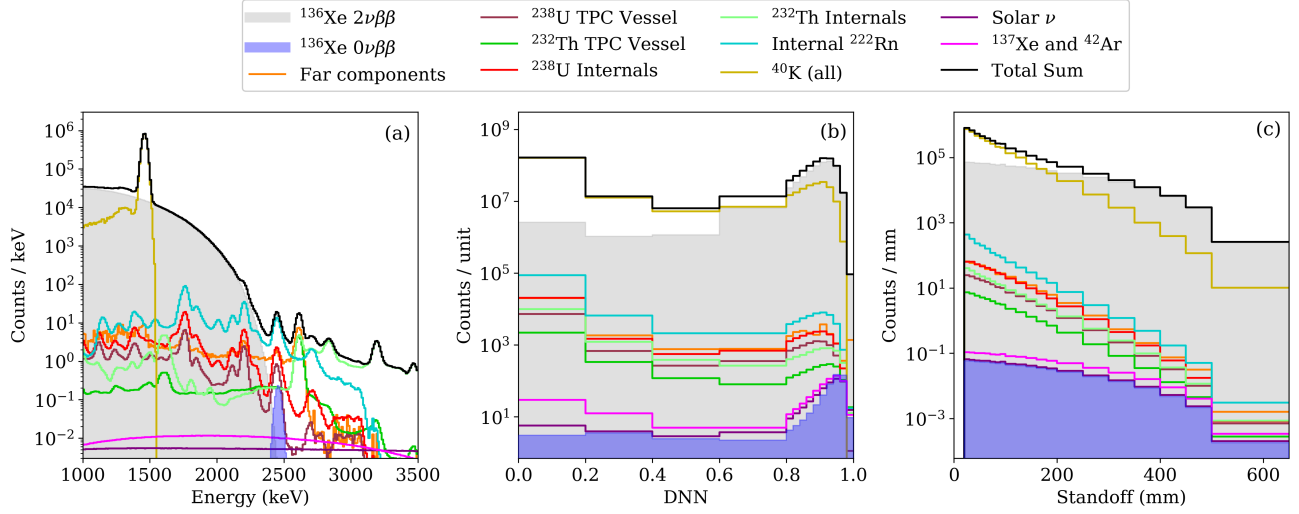 ¹³⁶Xe 2νββ
¹³⁶Xe 0νββ
Far components
²³⁸U TPC Vessel
²³²Th TPC Vessel
²³⁸U Internals
²³²Th Internals
Internal ²²²Rn
⁴⁰K (all)
Solar ν
¹³⁷Xe and ⁴²Ar
Total Sum
(a)
Counts / keV
10⁶
10⁵
10⁴
10³
10²
10¹
10⁰
10⁻¹
10⁻²
1000 1500 2000 2500 3000 3500
Energy (keV)
(b)
Counts / unit
10⁹
10⁷
10⁵
10³
10¹
0.0 0.2 0.4 0.6 0.8 1.0
DNN
(c)
Counts / mm
10⁵
10³
10¹
10⁻¹
10⁻³
0 200 400 600
Standoff (mm)